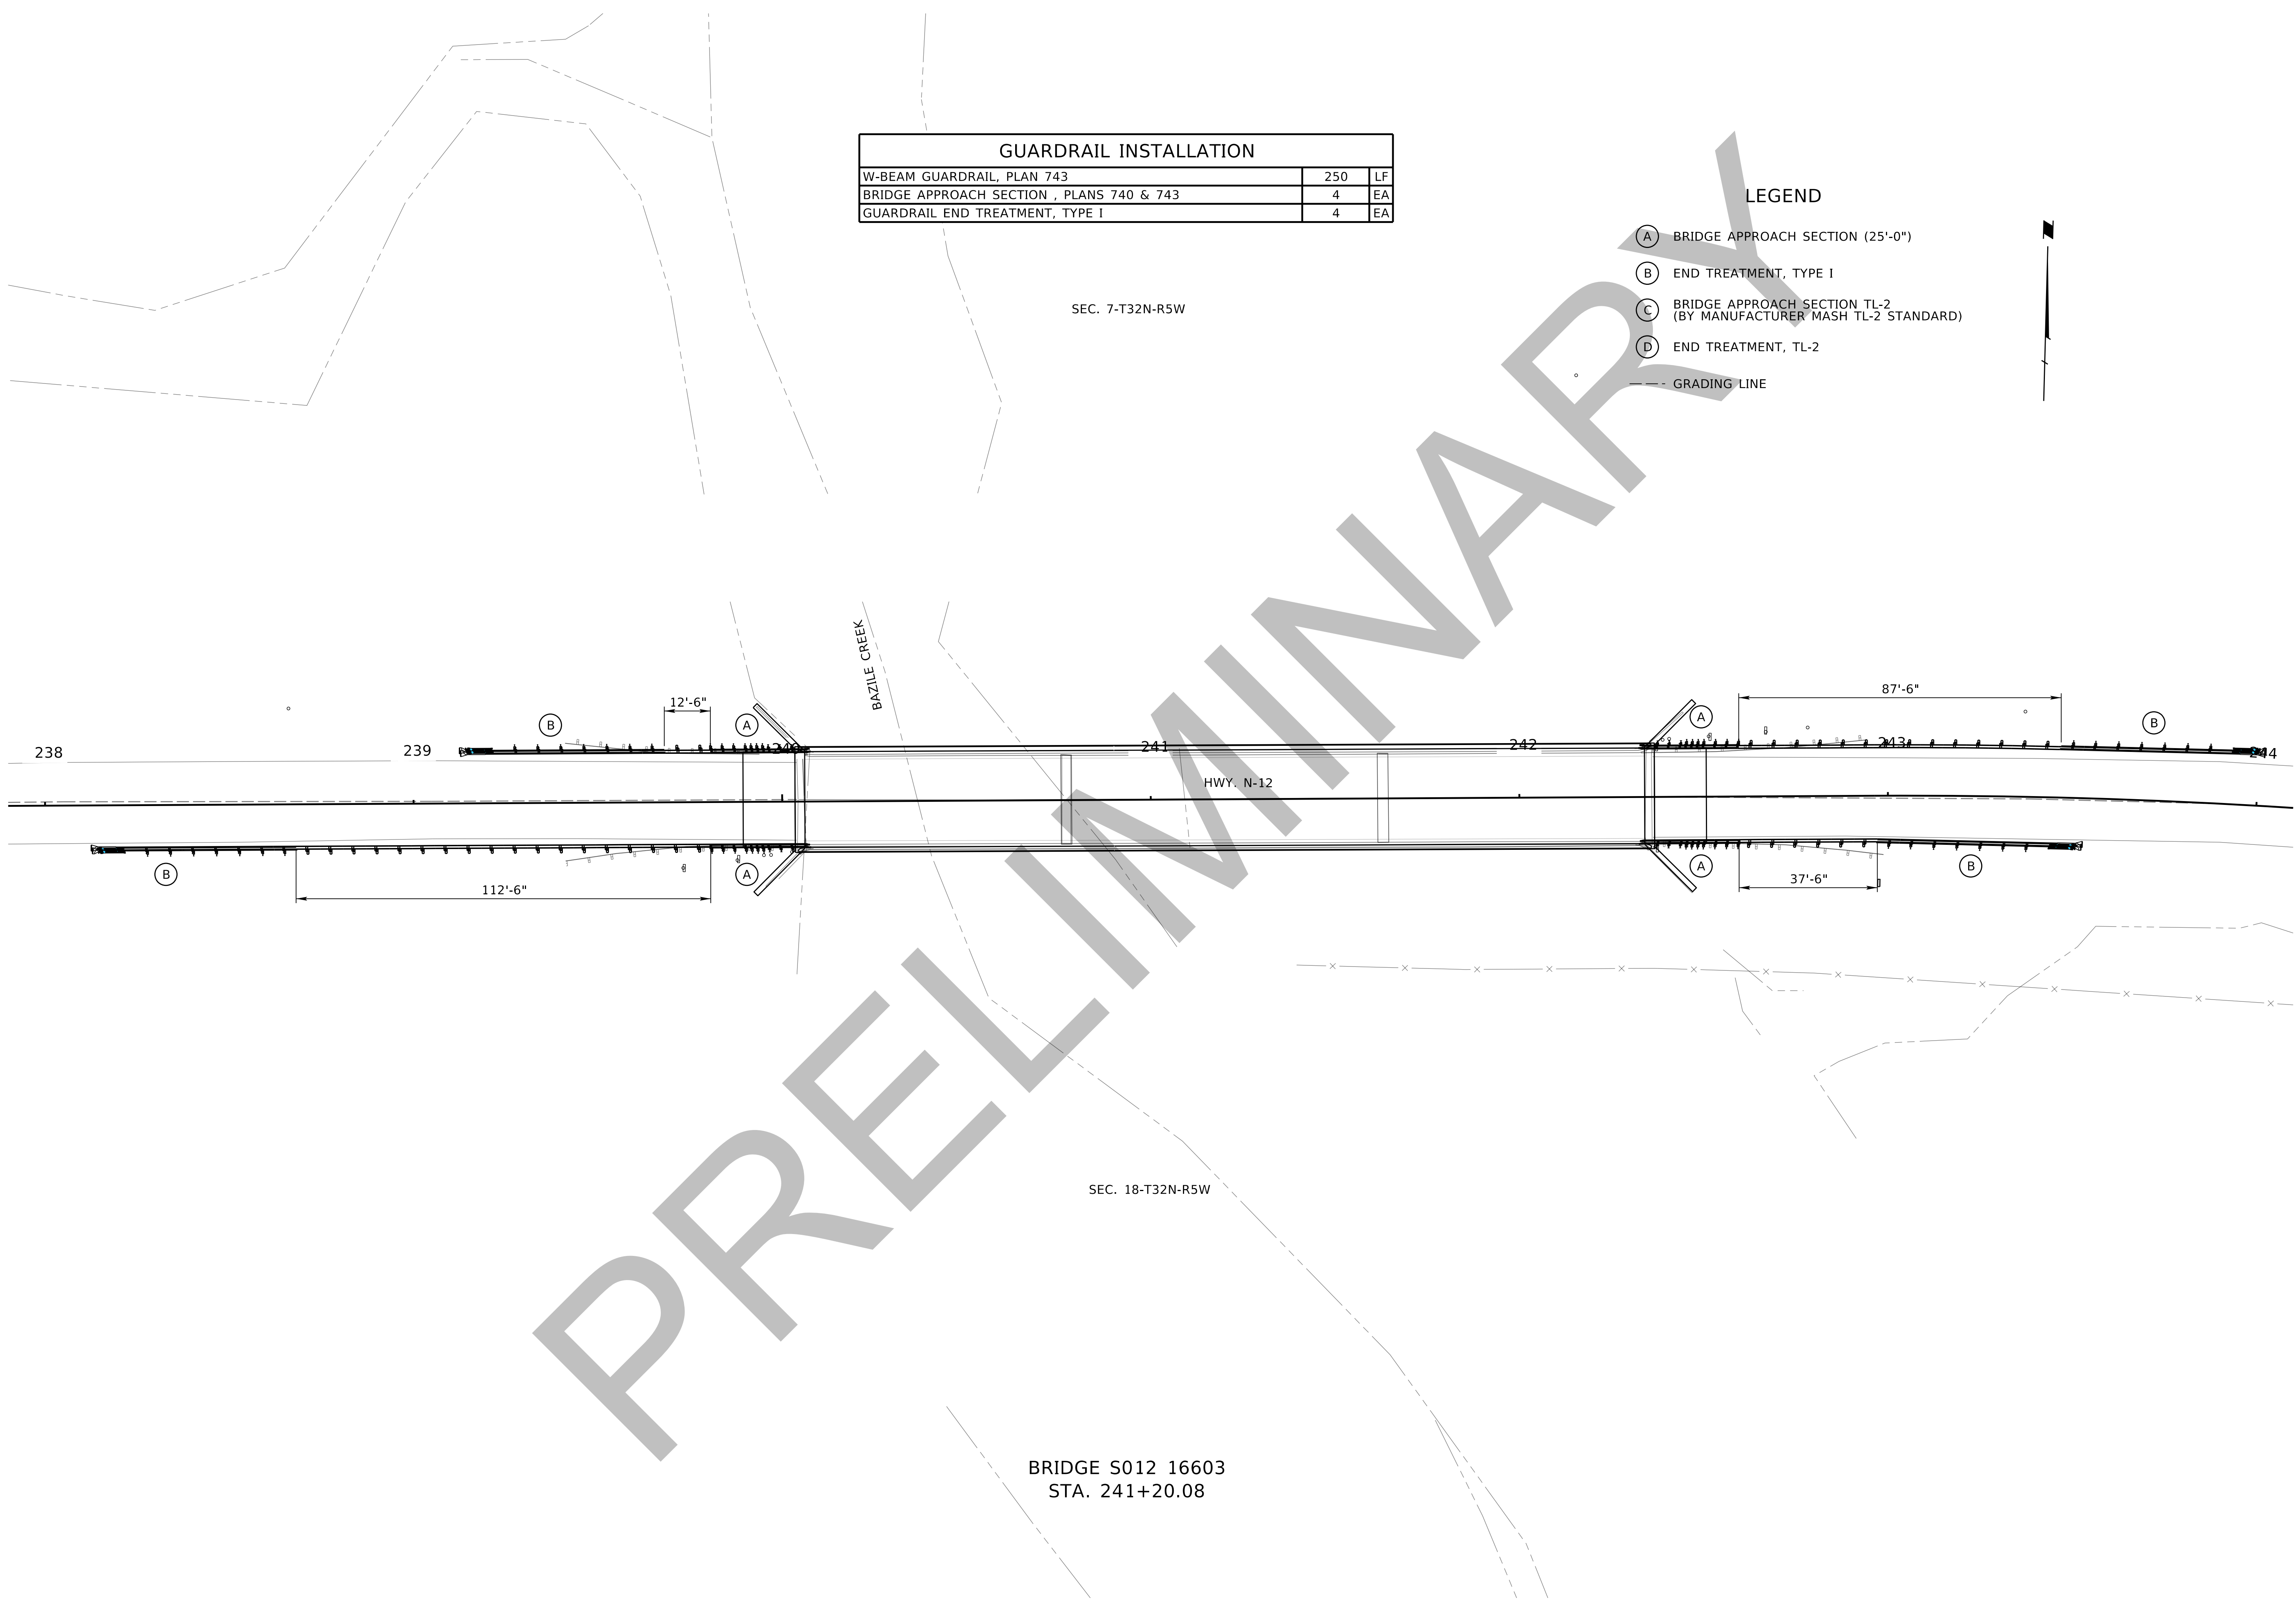 GUARDRAIL INSTALLATION
W-BEAM GUARDRAIL, PLAN 743 250 LF
BRIDGE APPROACH SECTION , PLANS 740 & 743 4 EA
GUARDRAIL END TREATMENT, TYPE I 4 EA
LEGEND
A BRIDGE APPROACH SECTION (25'-0")
B END TREATMENT, TYPE I
C BRIDGE APPROACH SECTION TL-2
(BY MANUFACTURER MASH TL-2 STANDARD)
D END TREATMENT, TL-2
GRADING LINE
N
SEC. 7-T32N-R5W
BAZILE CREEK
12'-6"
87'-6"
B
A
A
B
238
239
240
241
242
243
244
HWY. N-12
B
A
A
B
112'-6"
37'-6"
SEC. 18-T32N-R5W
BRIDGE S012 16603
STA. 241+20.08
PRELIMINARY